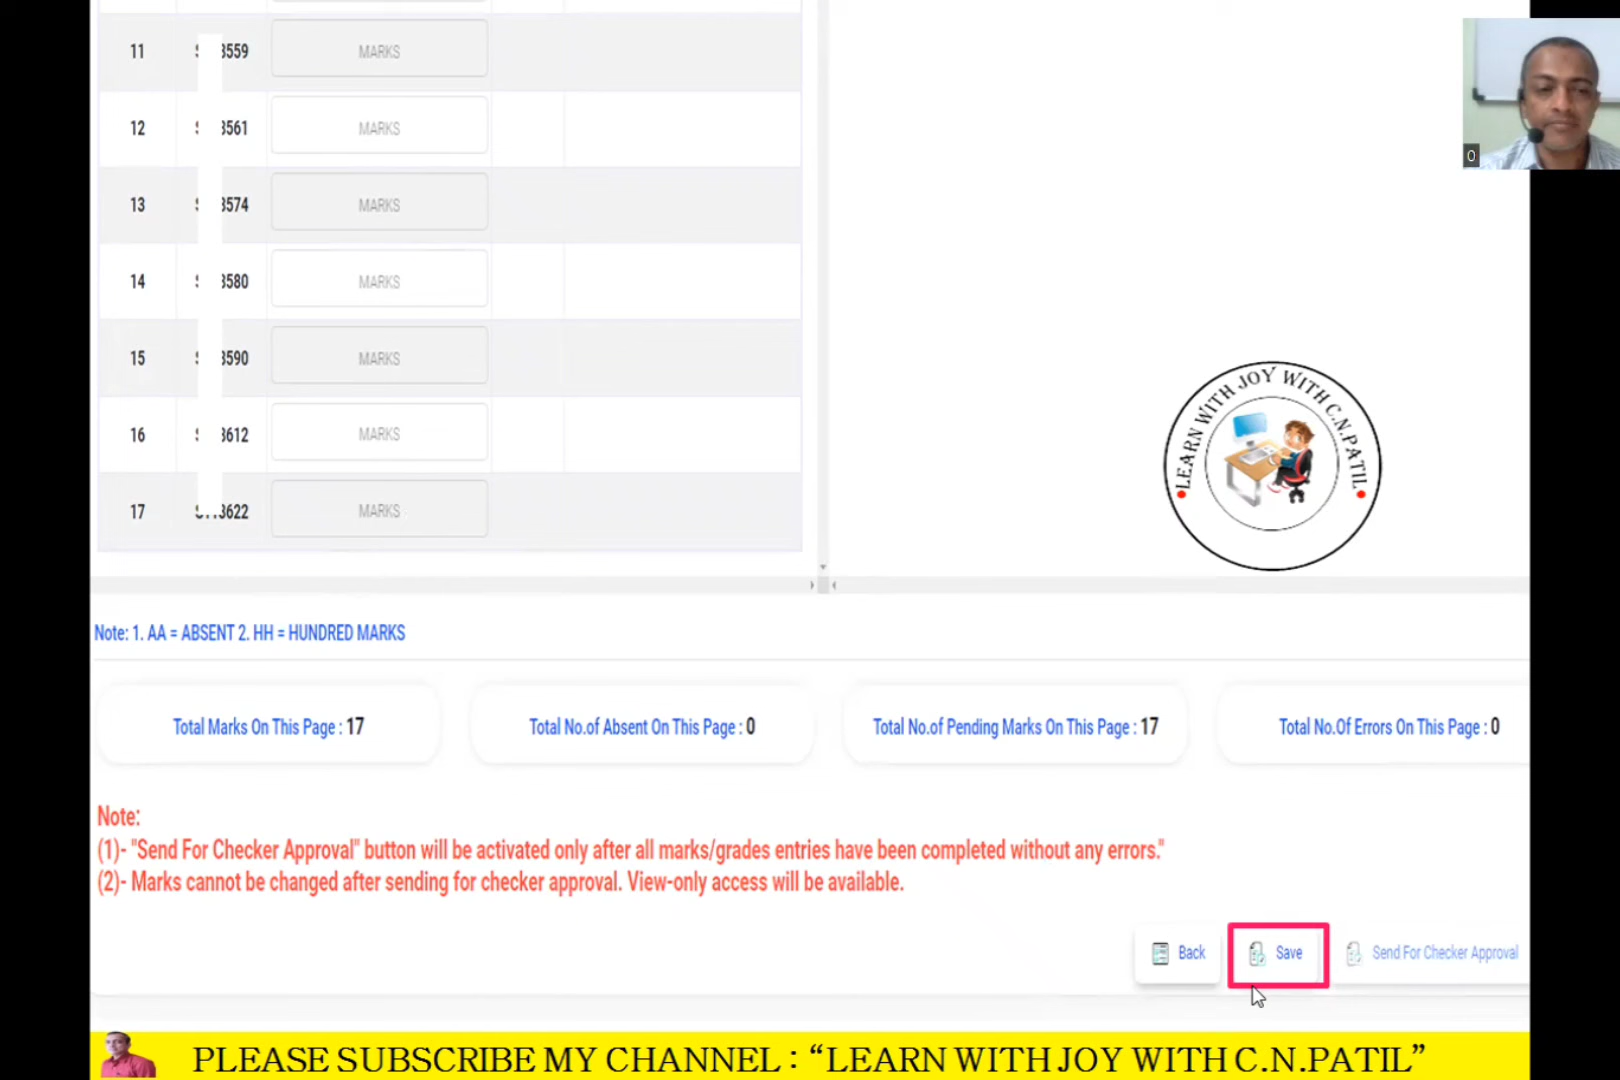 11 3559 MARKS
12 3561 MARKS
13 3574 MARKS
14 3580 MARKS
15 3590 MARKS
16 3612 MARKS
17 3622 MARKS
0
LEARN WITH JOY WITH C.N.PATIL
Note: 1. AA = ABSENT 2. HH = HUNDRED MARKS
Total Marks On This Page : 17
Total No.of Absent On This Page : 0
Total No.of Pending Marks On This Page : 17
Total No.Of Errors On This Page : 0
Note:
(1)- "Send For Checker Approval" button will be activated only after all marks/grades entries have been completed without any errors."
(2)- Marks cannot be changed after sending for checker approval. View-only access will be available.
Back Save Send For Checker Approval
PLEASE SUBSCRIBE MY CHANNEL : “LEARN WITH JOY WITH C.N.PATIL”